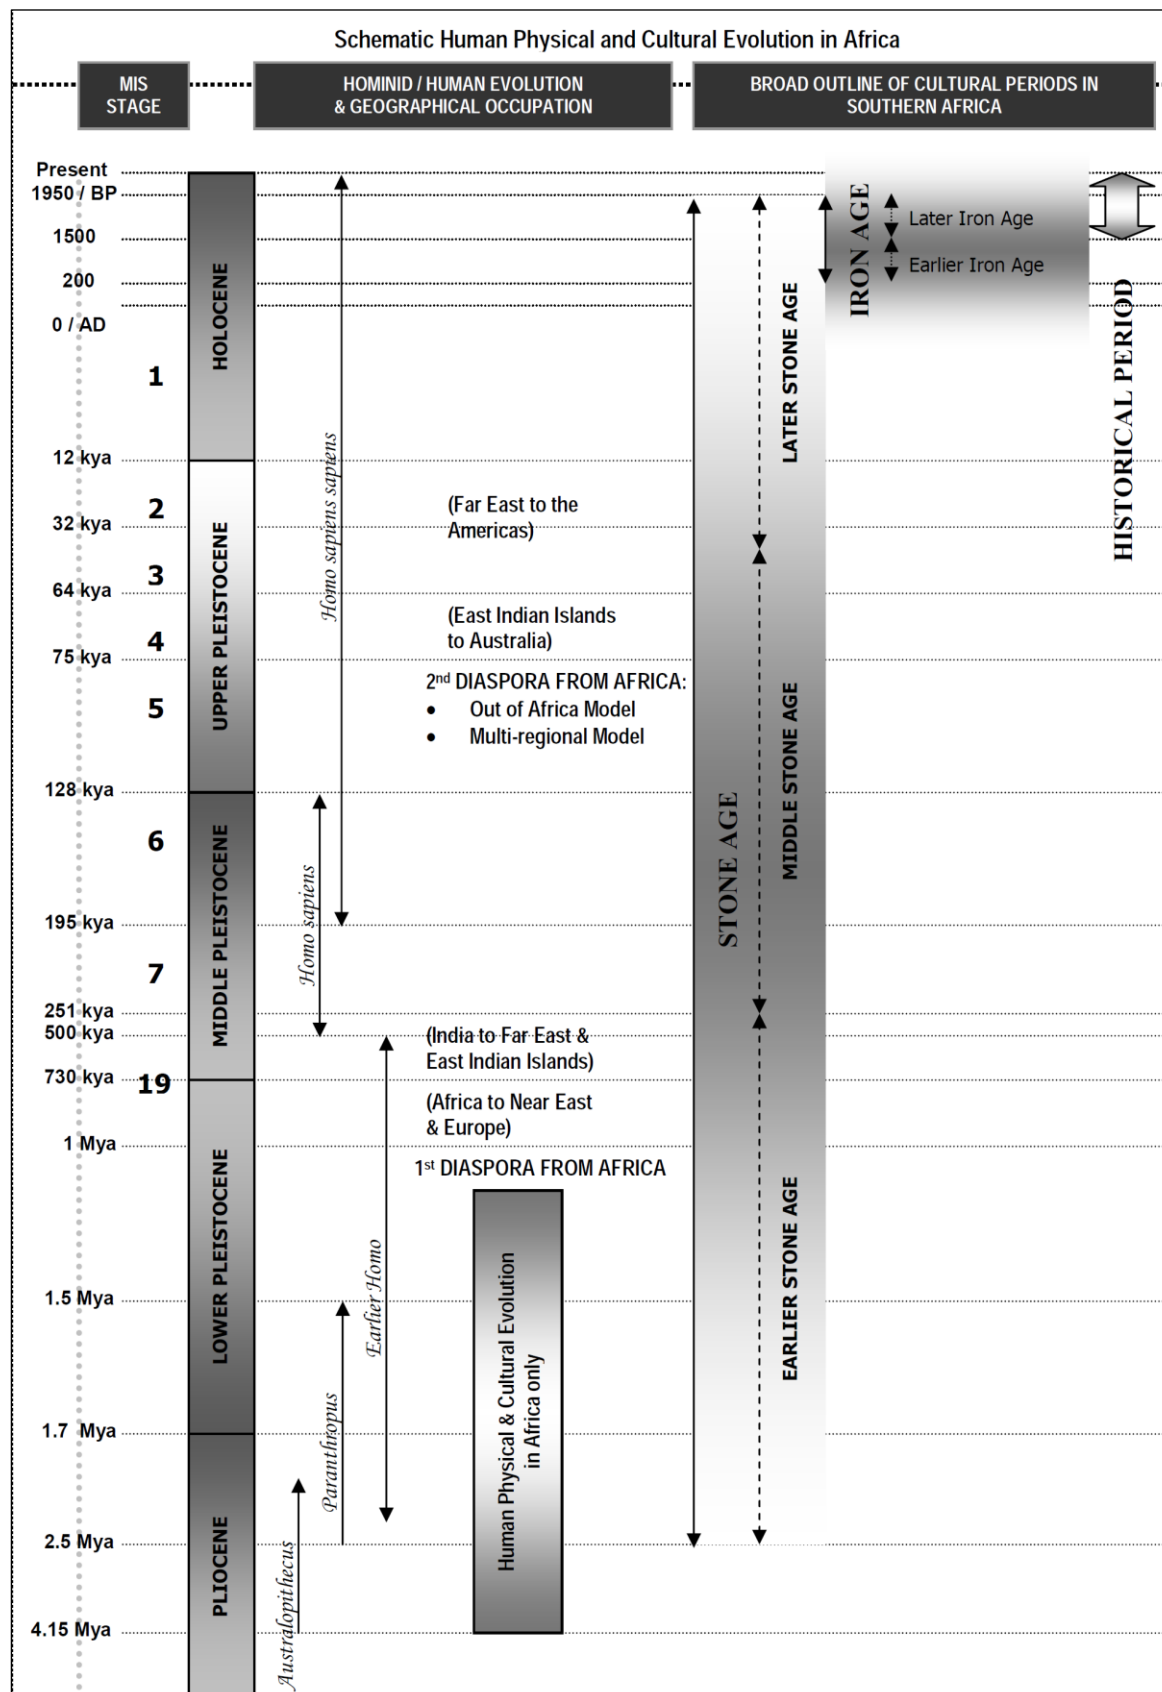 Schematic Human Physical and Cultural Evolution in Africa
MIS
STAGE
HOMINID / HUMAN EVOLUTION
& GEOGRAPHICAL OCCUPATION
BROAD OUTLINE OF CULTURAL PERIODS IN
SOUTHERN AFRICA
Present
1950 / BP
1500
200
0 / AD
12 kya
32 kya
64 kya
75 kya
128 kya
195 kya
251 kya
500 kya
730 kya
1 Mya
1.5 Mya
1.7 Mya
2.5 Mya
4.15 Mya
1
2
3
4
5
6
7
19
HOLOCENE
UPPER PLEISTOCENE
MIDDLE PLEISTOCENE
LOWER PLEISTOCENE
PLIOCENE
Homo sapiens sapiens
Homo sapiens
Earlier Homo
Paranthropus
Australopithecus
(Far East to the
Americas)
(East Indian Islands
to Australia)
2nd DIASPORA FROM AFRICA:
• Out of Africa Model
• Multi-regional Model
(India to Far East &
East Indian Islands)
(Africa to Near East
& Europe)
1st DIASPORA FROM AFRICA
Human Physical & Cultural Evolution
in Africa only
STONE AGE
LATER STONE AGE
MIDDLE STONE AGE
EARLIER STONE AGE
IRON AGE
Later Iron Age
Earlier Iron Age
HISTORICAL PERIOD